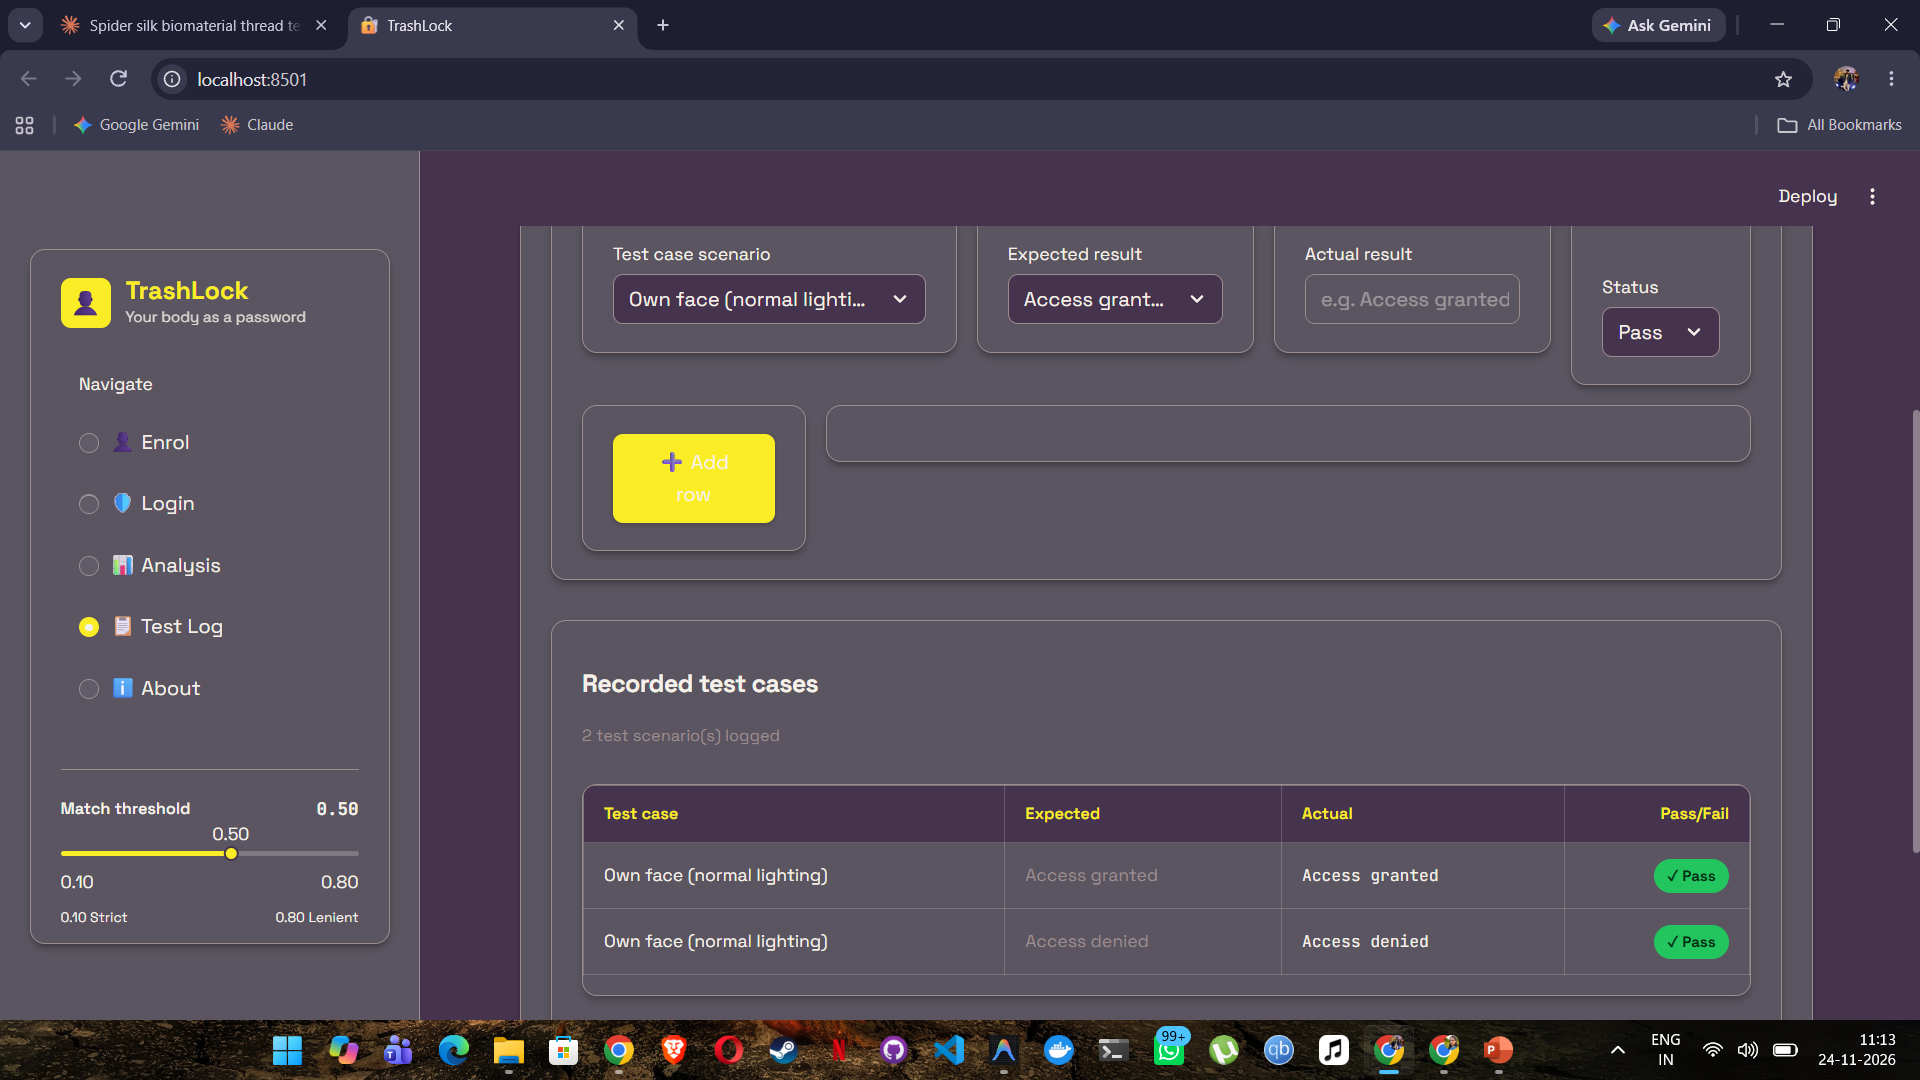 Spider silk biomaterial thread te
TrashLock
Ask Gemini
localhost:8501
Google Gemini
Claude
All Bookmarks
Deploy
TrashLock
Your body as a password
Navigate
Enrol
Login
Analysis
Test Log
About
Match threshold
0.50
0.50
0.10
0.80
0.10 Strict
0.80 Lenient
Test case scenario
Own face (normal lighti...
Expected result
Access grant...
Actual result
e.g. Access granted
Status
Pass
Add
row
Recorded test cases
2 test scenario(s) logged
Test case Expected Actual Pass/Fail
Own face (normal lighting) Access granted Access granted ✓ Pass
Own face (normal lighting) Access denied Access denied ✓ Pass
99+
qb
ENG
IN
11:13
24-11-2026